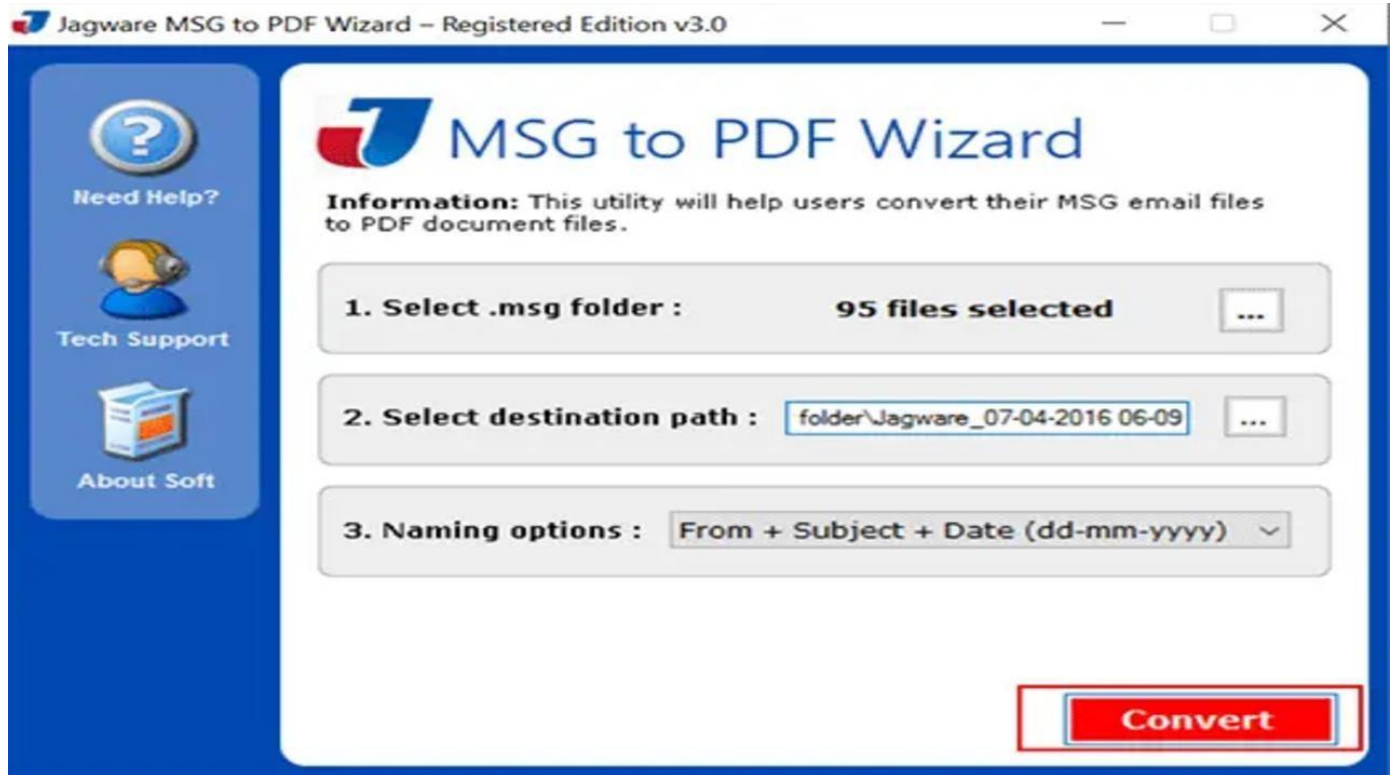 Jagware MSG to PDF Wizard – Registered Edition v3.0
Need Help?
Tech Support
About Soft
MSG to PDF Wizard
Information: This utility will help users convert their MSG email files
to PDF document files.
1. Select .msg folder : 95 files selected ...
2. Select destination path : folder\Jagware_07-04-2016 06-09 ...
3. Naming options : From + Subject + Date (dd-mm-yyyy)
Convert